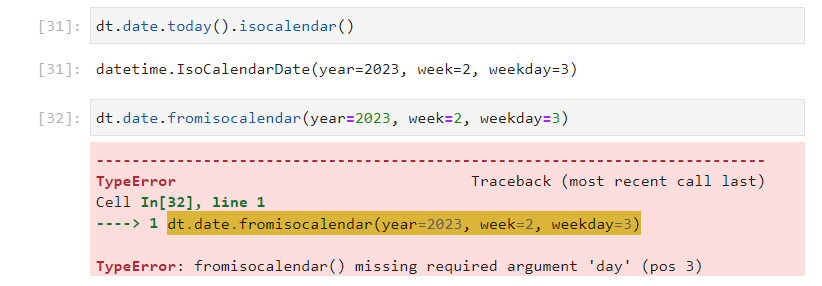 [31]: dt.date.today().isocalendar()
[31]: datetime.IsoCalendarDate(year=2023, week=2, weekday=3)
[32]: dt.date.fromisocalendar(year=2023, week=2, weekday=3)
---------------------------------------------------------------------------
TypeError                                 Traceback (most recent call last)
Cell In[32], line 1
----> 1 dt.date.fromisocalendar(year=2023, week=2, weekday=3)
TypeError: fromisocalendar() missing required argument 'day' (pos 3)